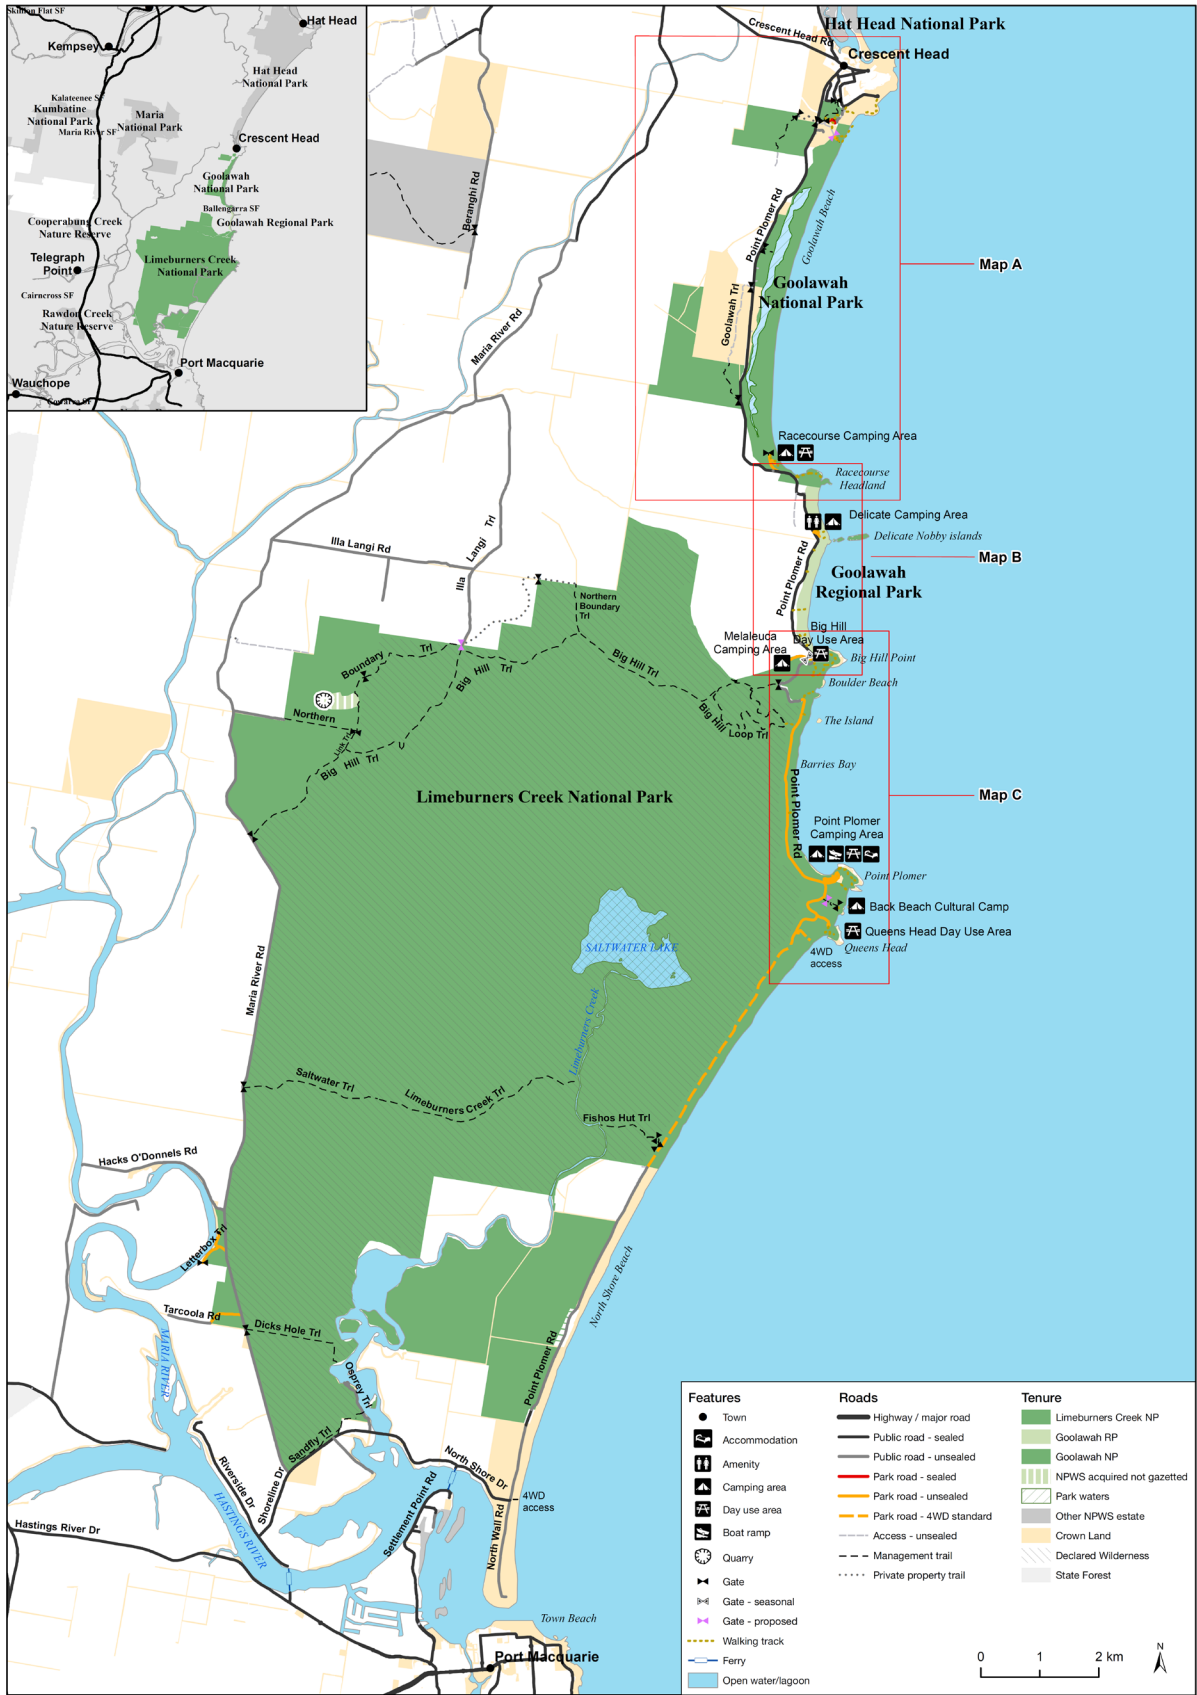 Skillion Flat SF
Hat Head
Kempsey
Hat Head
National Park
Kalateenee SF
Kumbatine
National Park
Maria River SF
Maria
National Park
Crescent Head
Goolawah
National Park
Ballengarra SF
Goolawah Regional Park
Cooperabung Creek
Nature Reserve
Telegraph
Point
Limeburners Creek
National Park
Cairncross SF
Rawdon Creek
Nature Reserve
Port Macquarie
Wauchope
Cowarra SF
Crescent Head Rd
Hat Head National Park
Crescent Head
Beranghi Rd
Point Plomer Rd
Goolawah Beach
Map A
Goolawah
National Park
Goolawah Trl
Maria River Rd
Racecourse Camping Area
Racecourse
Headland
Delicate Camping Area
Delicate Nobby islands
Map B
Illa Langi Rd
Illa Langi Trl
Point Plomer Rd
Goolawah
Regional Park
Northern
Boundary
Trl
Big Hill
Day Use Area
Melaleuca
Camping Area
Big Hill Point
Boundary Trl
Big Hill Trl
Big Hill Trl
Boulder Beach
Northern
Link Trl
Big Hill Trl
Big Hill
Loop Trl
The Island
Barries Bay
Point Plomer Rd
Limeburners Creek National Park
Map C
Point Plomer
Camping Area
Point Plomer
Back Beach Cultural Camp
Queens Head Day Use Area
Queens Head
4WD
access
SALTWATER LAKE
Maria River Rd
Limeburners Creek
Saltwater Trl
Limeburners Creek Trl
Fishos Hut Trl
Hacks O'Donnels Rd
Letterbox Trl
North Shore Beach
Tarcoola Rd
Dicks Hole Trl
MARIA RIVER
Osprey Trl
Point Plomer Rd
Sandfly Trl
North Shore Dr
Riverside Dr
Shoreline Dr
Settlement Point Rd
4WD
access
HASTINGS RIVER
Hastings River Dr
North Wall Rd
Town Beach
Port Macquarie
Features
Town
Accommodation
Amenity
Camping area
Day use area
Boat ramp
Quarry
Gate
Gate - seasonal
Gate - proposed
Walking track
Ferry
Open water/lagoon
Roads
Highway / major road
Public road - sealed
Public road - unsealed
Park road - sealed
Park road - unsealed
Park road - 4WD standard
Access - unsealed
Management trail
Private property trail
Tenure
Limeburners Creek NP
Goolawah RP
Goolawah NP
NPWS acquired not gazetted
Park waters
Other NPWS estate
Crown Land
Declared Wilderness
State Forest
0 1 2 km
N